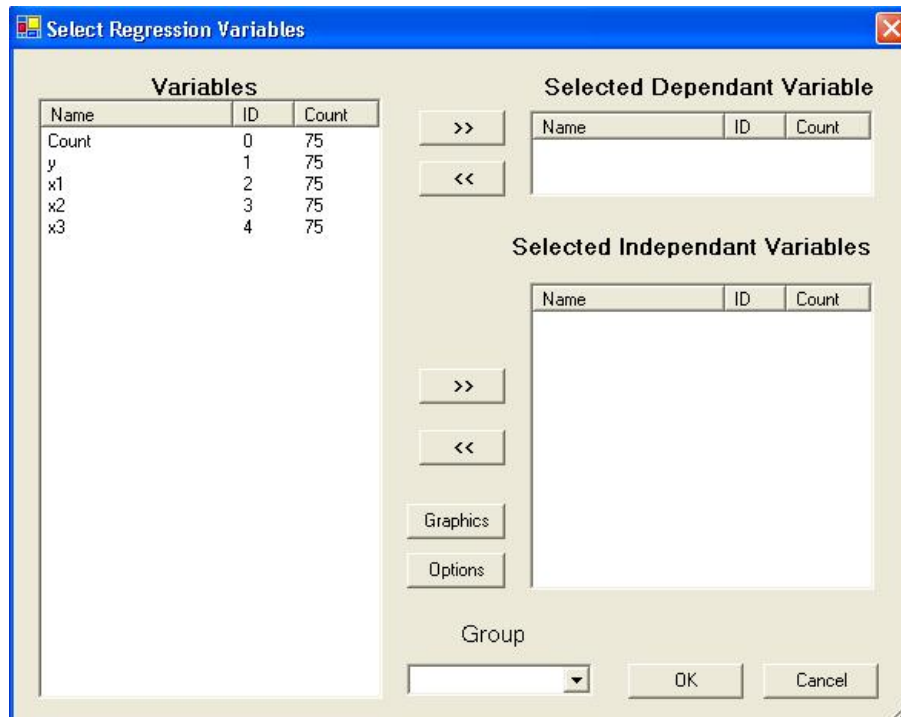 Select Regression Variables
Variables
Name ID Count
Count 0 75
y 1 75
x1 2 75
x2 3 75
x3 4 75
>>
<<
Selected Dependant Variable
Name ID Count
Selected Independant Variables
Name ID Count
>>
<<
Graphics
Options
Group
OK
Cancel